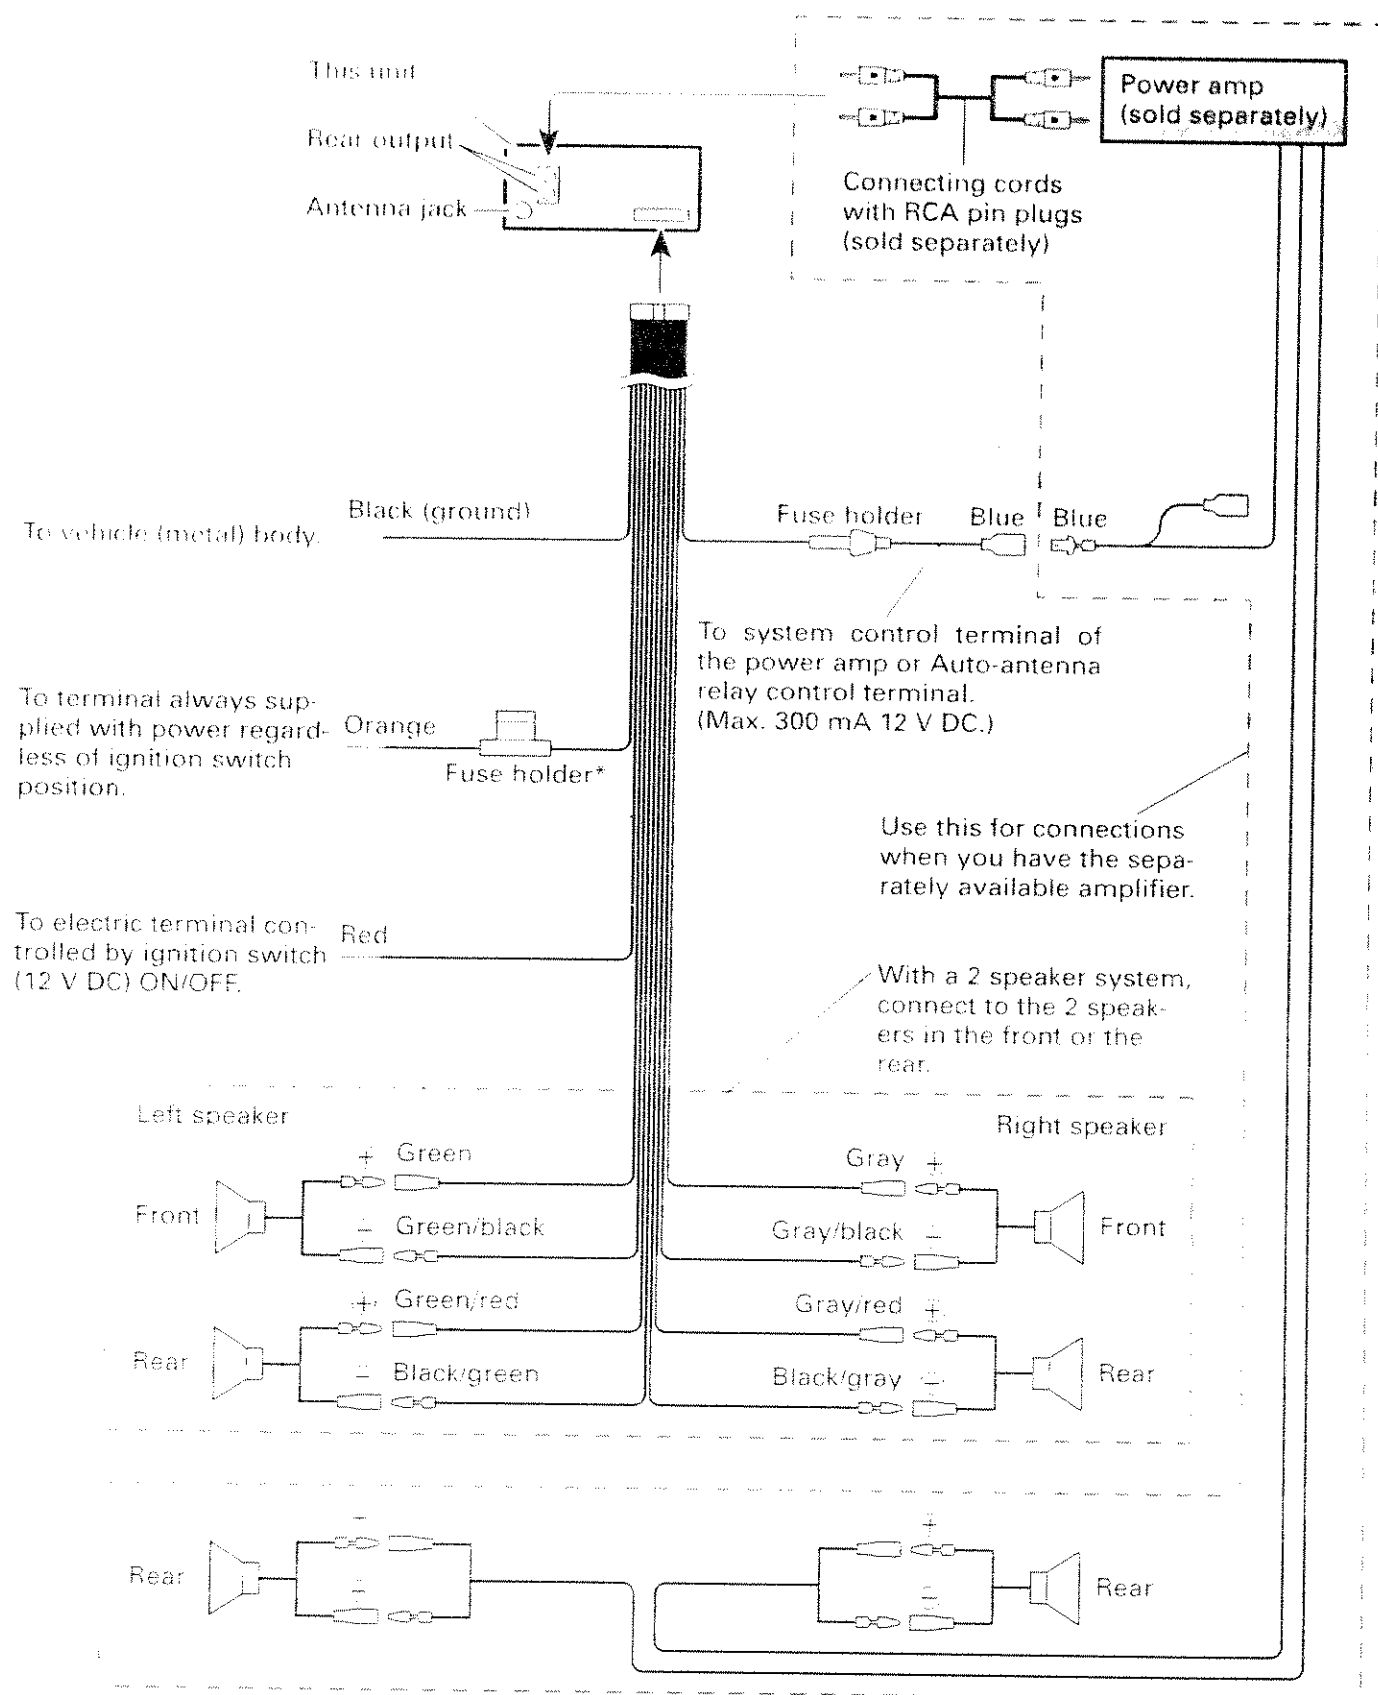 This unit
Rear output
Antenna jack
Power amp
(sold separately)
Connecting cords
with RCA pin plugs
(sold separately)
Black (ground)
To vehicle (metal) body.
Fuse holder
Blue
Blue
To system control terminal of
the power amp or Auto-antenna
relay control terminal.
(Max. 300 mA 12 V DC.)
To terminal always sup-
plied with power regard-
less of ignition switch
position.
Orange
Fuse holder*
Use this for connections
when you have the sepa-
rately available amplifier.
To electric terminal con-
trolled by ignition switch
(12 V DC) ON/OFF.
Red
With a 2 speaker system,
connect to the 2 speak-
ers in the front or the
rear.
Left speaker
Right speaker
+ Green
Gray +
Front
Front
− Green/black
Gray/black −
+ Green/red
Gray/red +
Rear
Rear
− Black/green
Black/gray −
+
Rear
Rear
−
−